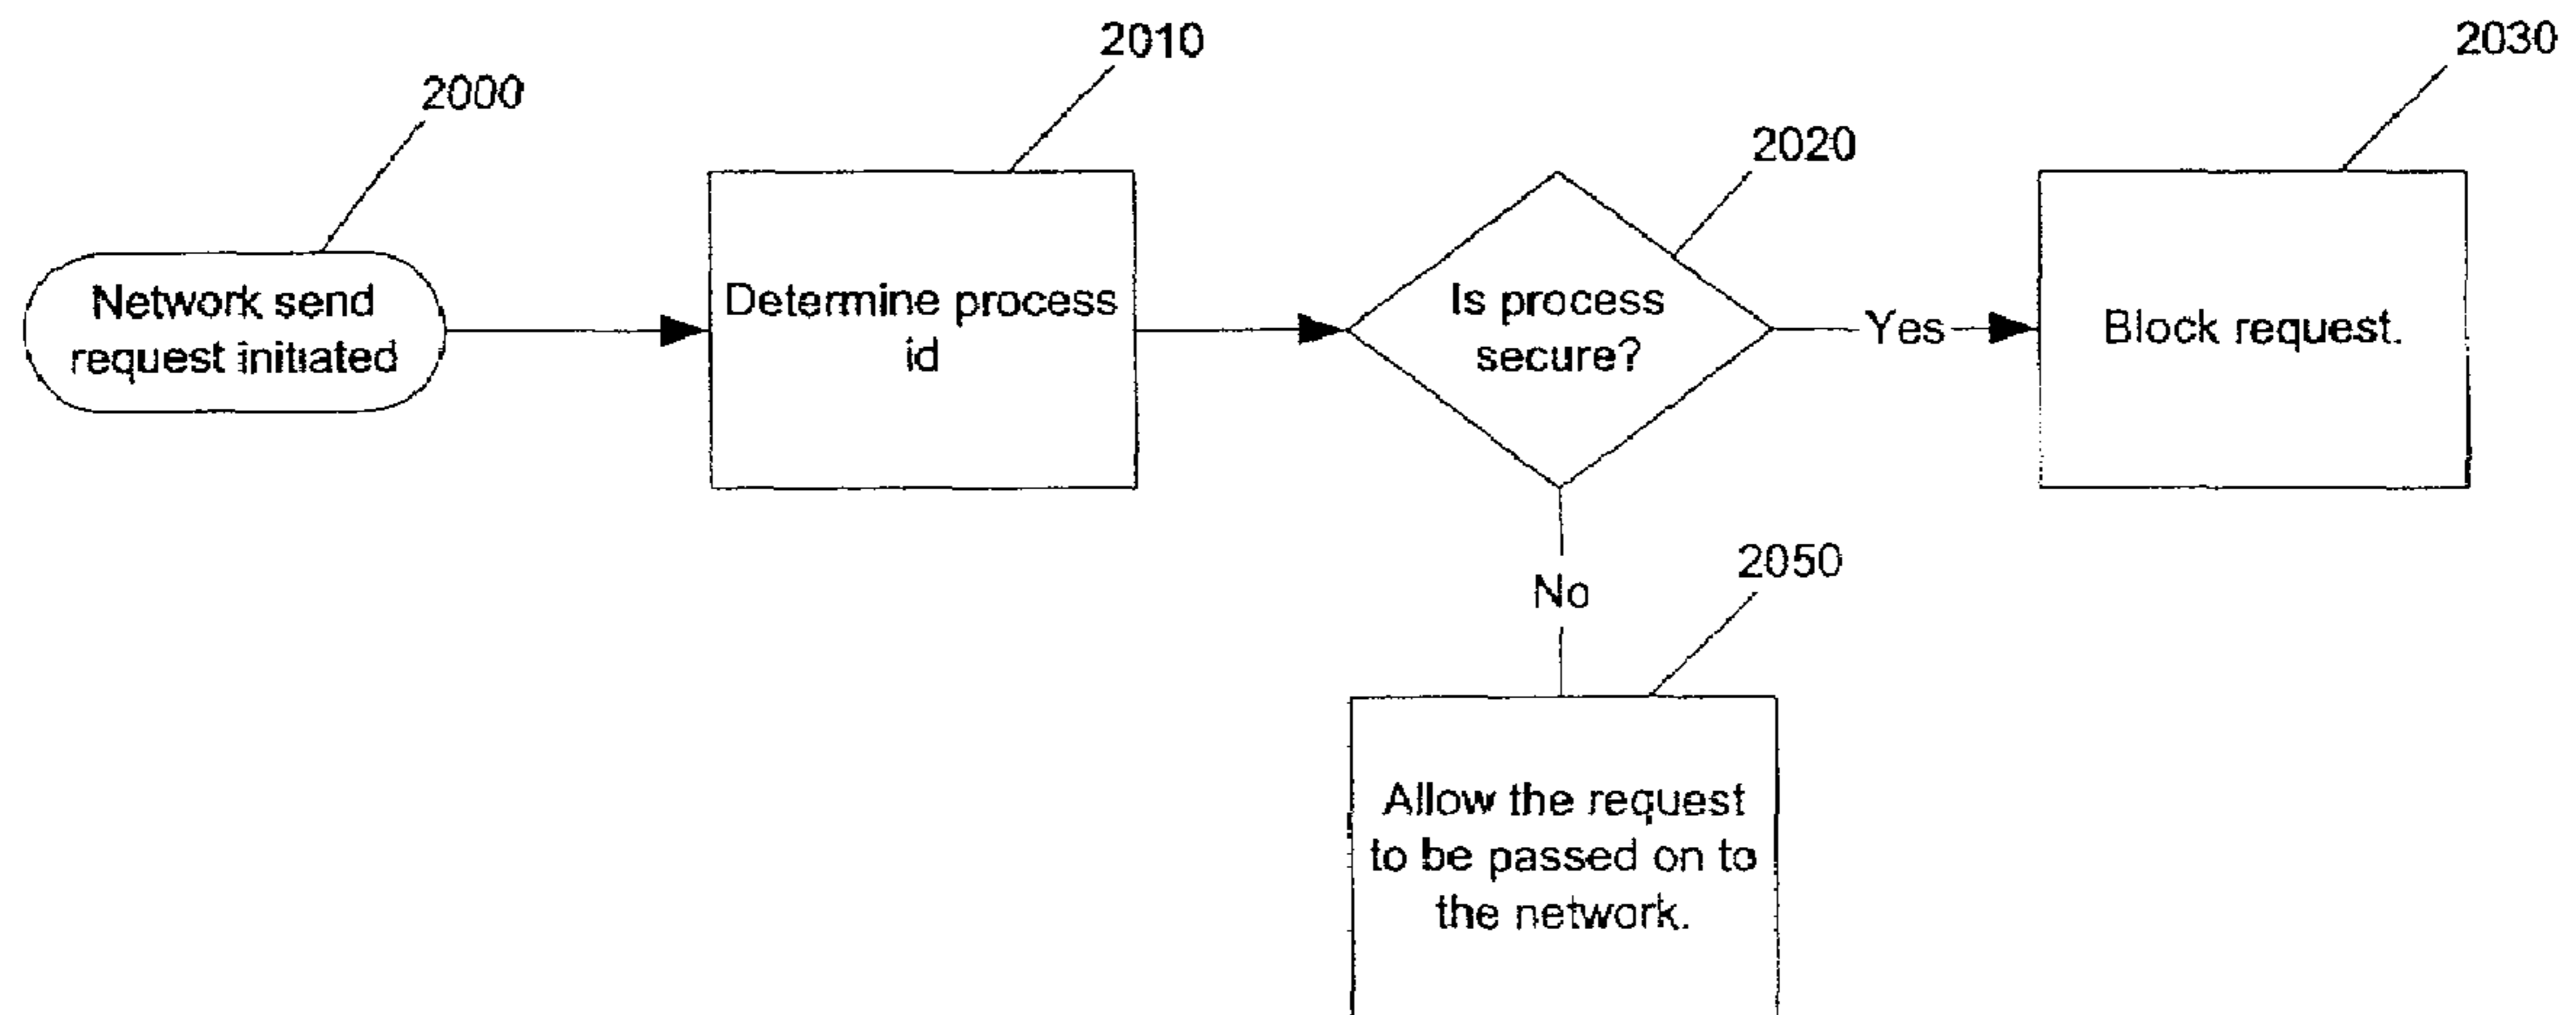 2010
2030
2000
2020
Network send
request initiated
Determine process
id
Is process
secure?
Yes
Block request.
No
2050
Allow the request
to be passed on to
the network.